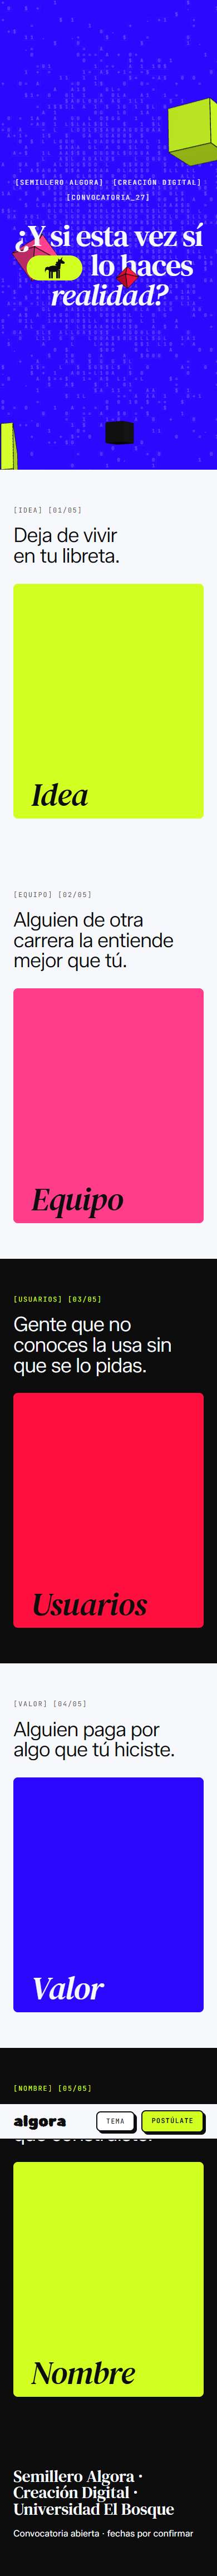 [SEMILLERO ALGORA] [CREACIÓN DIGITAL]
[CONVOCATORIA_27]
¿Y si esta vez sí
lo haces
realidad?
[IDEA] [01/05]
Deja de vivir
en tu libreta.
Idea
[EQUIPO] [02/05]
Alguien de otra
carrera la entiende
mejor que tú.
Equipo
[USUARIOS] [03/05]
Gente que no
conoces la usa sin
que se lo pidas.
Usuarios
[VALOR] [04/05]
Alguien paga por
algo que tú hiciste.
Valor
[NOMBRE] [05/05]
algora
TEMA
POSTÚLATE
Nombre
Semillero Algora ·
Creación Digital ·
Universidad El Bosque
Convocatoria abierta · fechas por confirmar